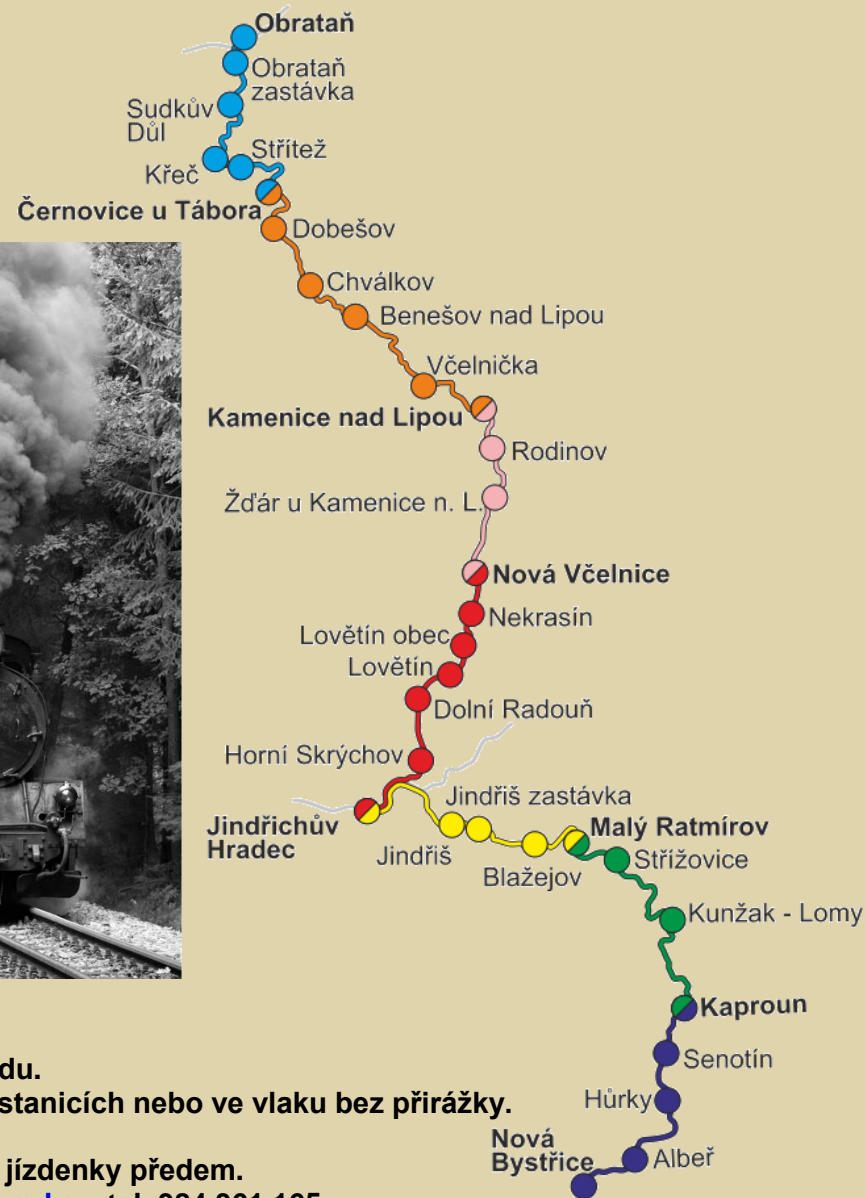 Obrataň
Obrataň
zastávka
Sudkův
Důl
Střítež
Křeč
Černovice u Tábora
Dobešov
Chválkov
Benešov nad Lipou
Včelnička
Kamenice nad Lipou
Rodinov
Žďár u Kamenice n. L.
Nová Včelnice
Nekrasín
Lovětín obec
Lovětín
Dolní Radouň
Horní Skrýchov
Jindřichův
Hradec
Jindřiš zastávka
Jindřiš
Malý Ratmírov
Blažejov
Střížovice
Kunžak - Lomy
Kaproun
Senotín
Hůrky
Nová
Bystřice
Albeř
du.
stanicích nebo ve vlaku bez přirážky.
jízdenky předem.